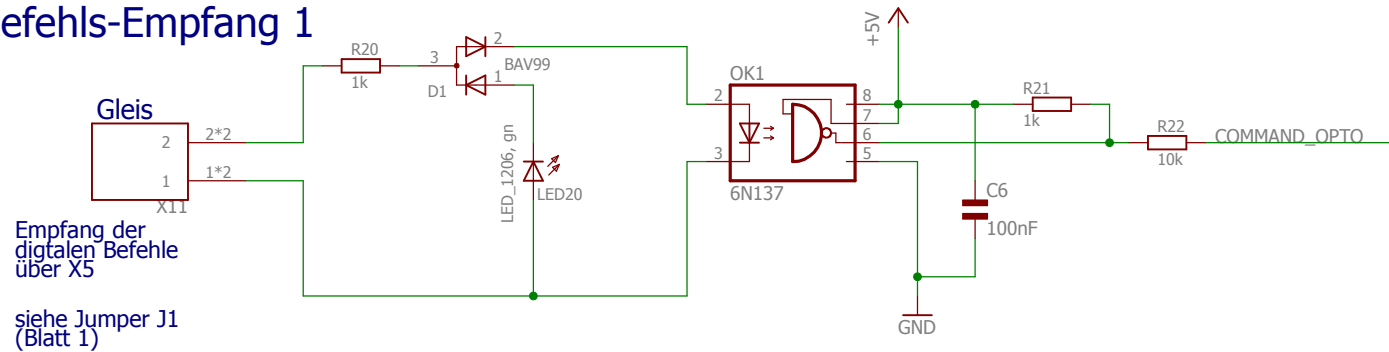 efehls-Empfang 1
+5V
R20
1k
3
D1
2
BAV99
1
OK1
2
3
8
7
6
5
6N137
R21
1k
R22
10k
COMMAND_OPTO
Gleis
2
2*2
1
1*2
X11
LED_1206, gn
LED20
C6
100nF
GND
Empfang der
digtalen Befehle
über X5
siehe Jumper J1
(Blatt 1)